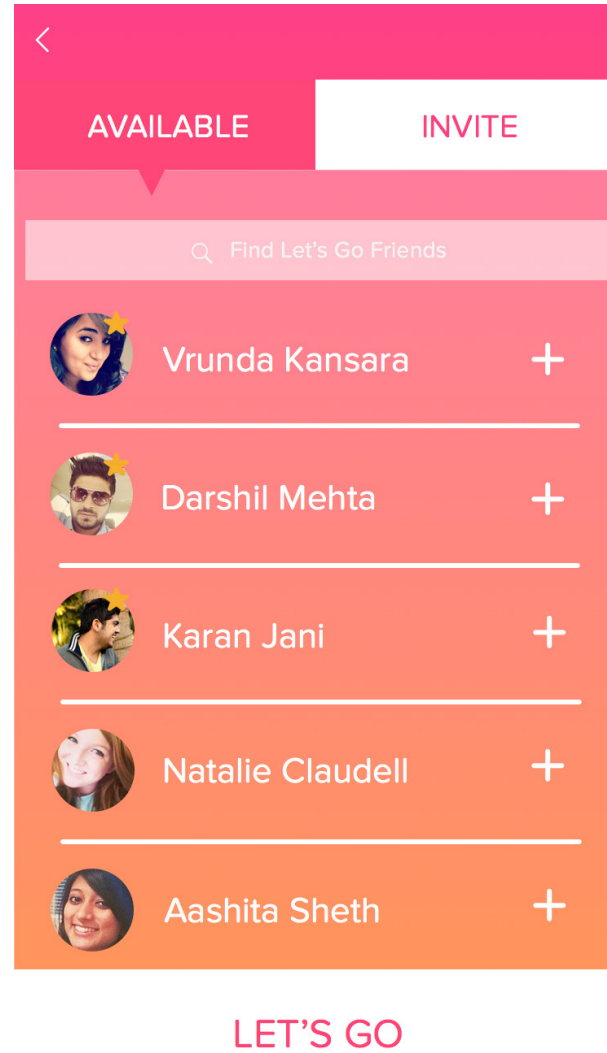 AVAILABLE
INVITE
Find Let's Go Friends
Vrunda Kansara
Darshil Mehta
Karan Jani
Natalie Claudell
Aashita Sheth
LET'S GO